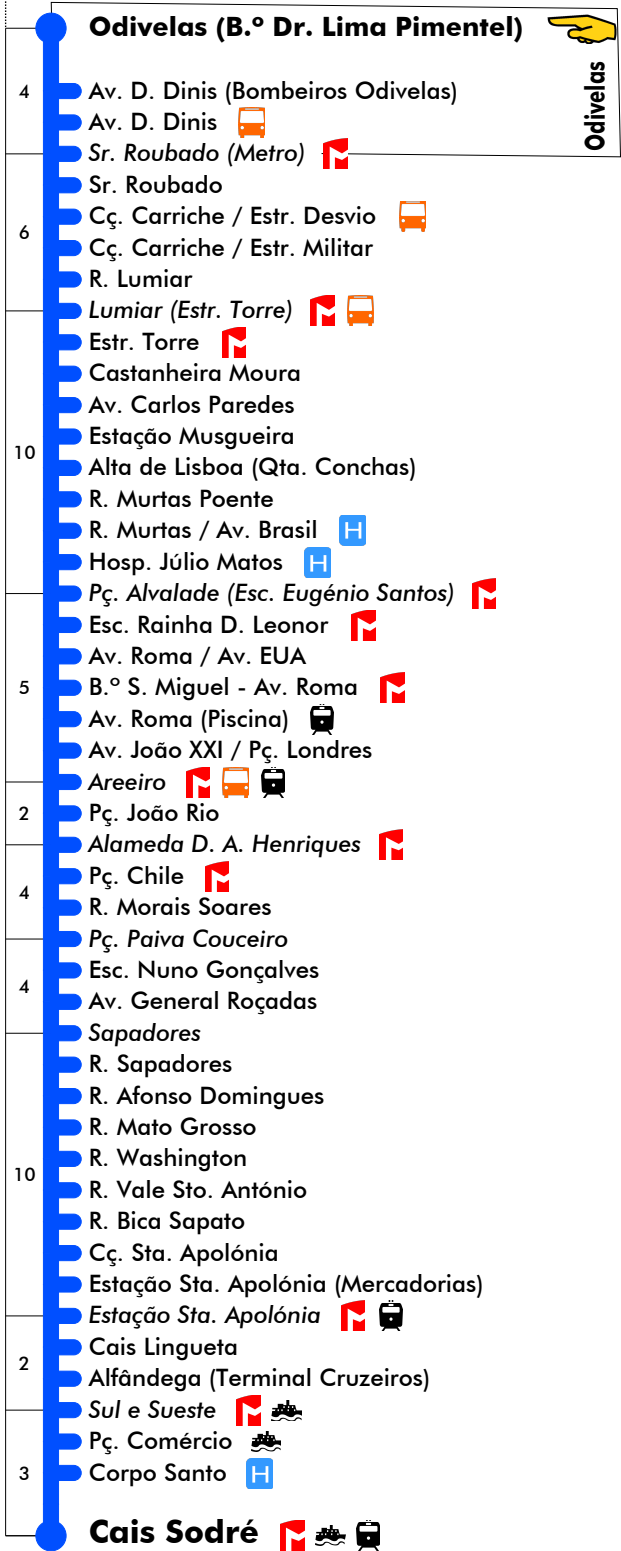 Odivelas (B.º Dr. Lima Pimentel)
Odivelas
4
Av. D. Dinis (Bombeiros Odivelas)
Av. D. Dinis
Sr. Roubado (Metro)
Sr. Roubado
6
Cç. Carriche / Estr. Desvio
Cç. Carriche / Estr. Militar
R. Lumiar
Lumiar (Estr. Torre)
Estr. Torre
Castanheira Moura
Av. Carlos Paredes
Estação Musgueira
10
Alta de Lisboa (Qta. Conchas)
R. Murtas Poente
R. Murtas / Av. Brasil H
Hosp. Júlio Matos H
Pç. Alvalade (Esc. Eugénio Santos)
Esc. Rainha D. Leonor
Av. Roma / Av. EUA
5
B.º S. Miguel - Av. Roma
Av. Roma (Piscina)
Av. João XXI / Pç. Londres
Areeiro
2
Pç. João Rio
Alameda D. A. Henriques
Pç. Chile
4
R. Morais Soares
Pç. Paiva Couceiro
Esc. Nuno Gonçalves
4
Av. General Roçadas
Sapadores
R. Sapadores
R. Afonso Domingues
R. Mato Grosso
R. Washington
10
R. Vale Sto. António
R. Bica Sapato
Cç. Sta. Apolónia
Estação Sta. Apolónia (Mercadorias)
Estação Sta. Apolónia
Cais Lingueta
2
Alfândega (Terminal Cruzeiros)
Sul e Sueste
Pç. Comércio
3
Corpo Santo H
Cais Sodré